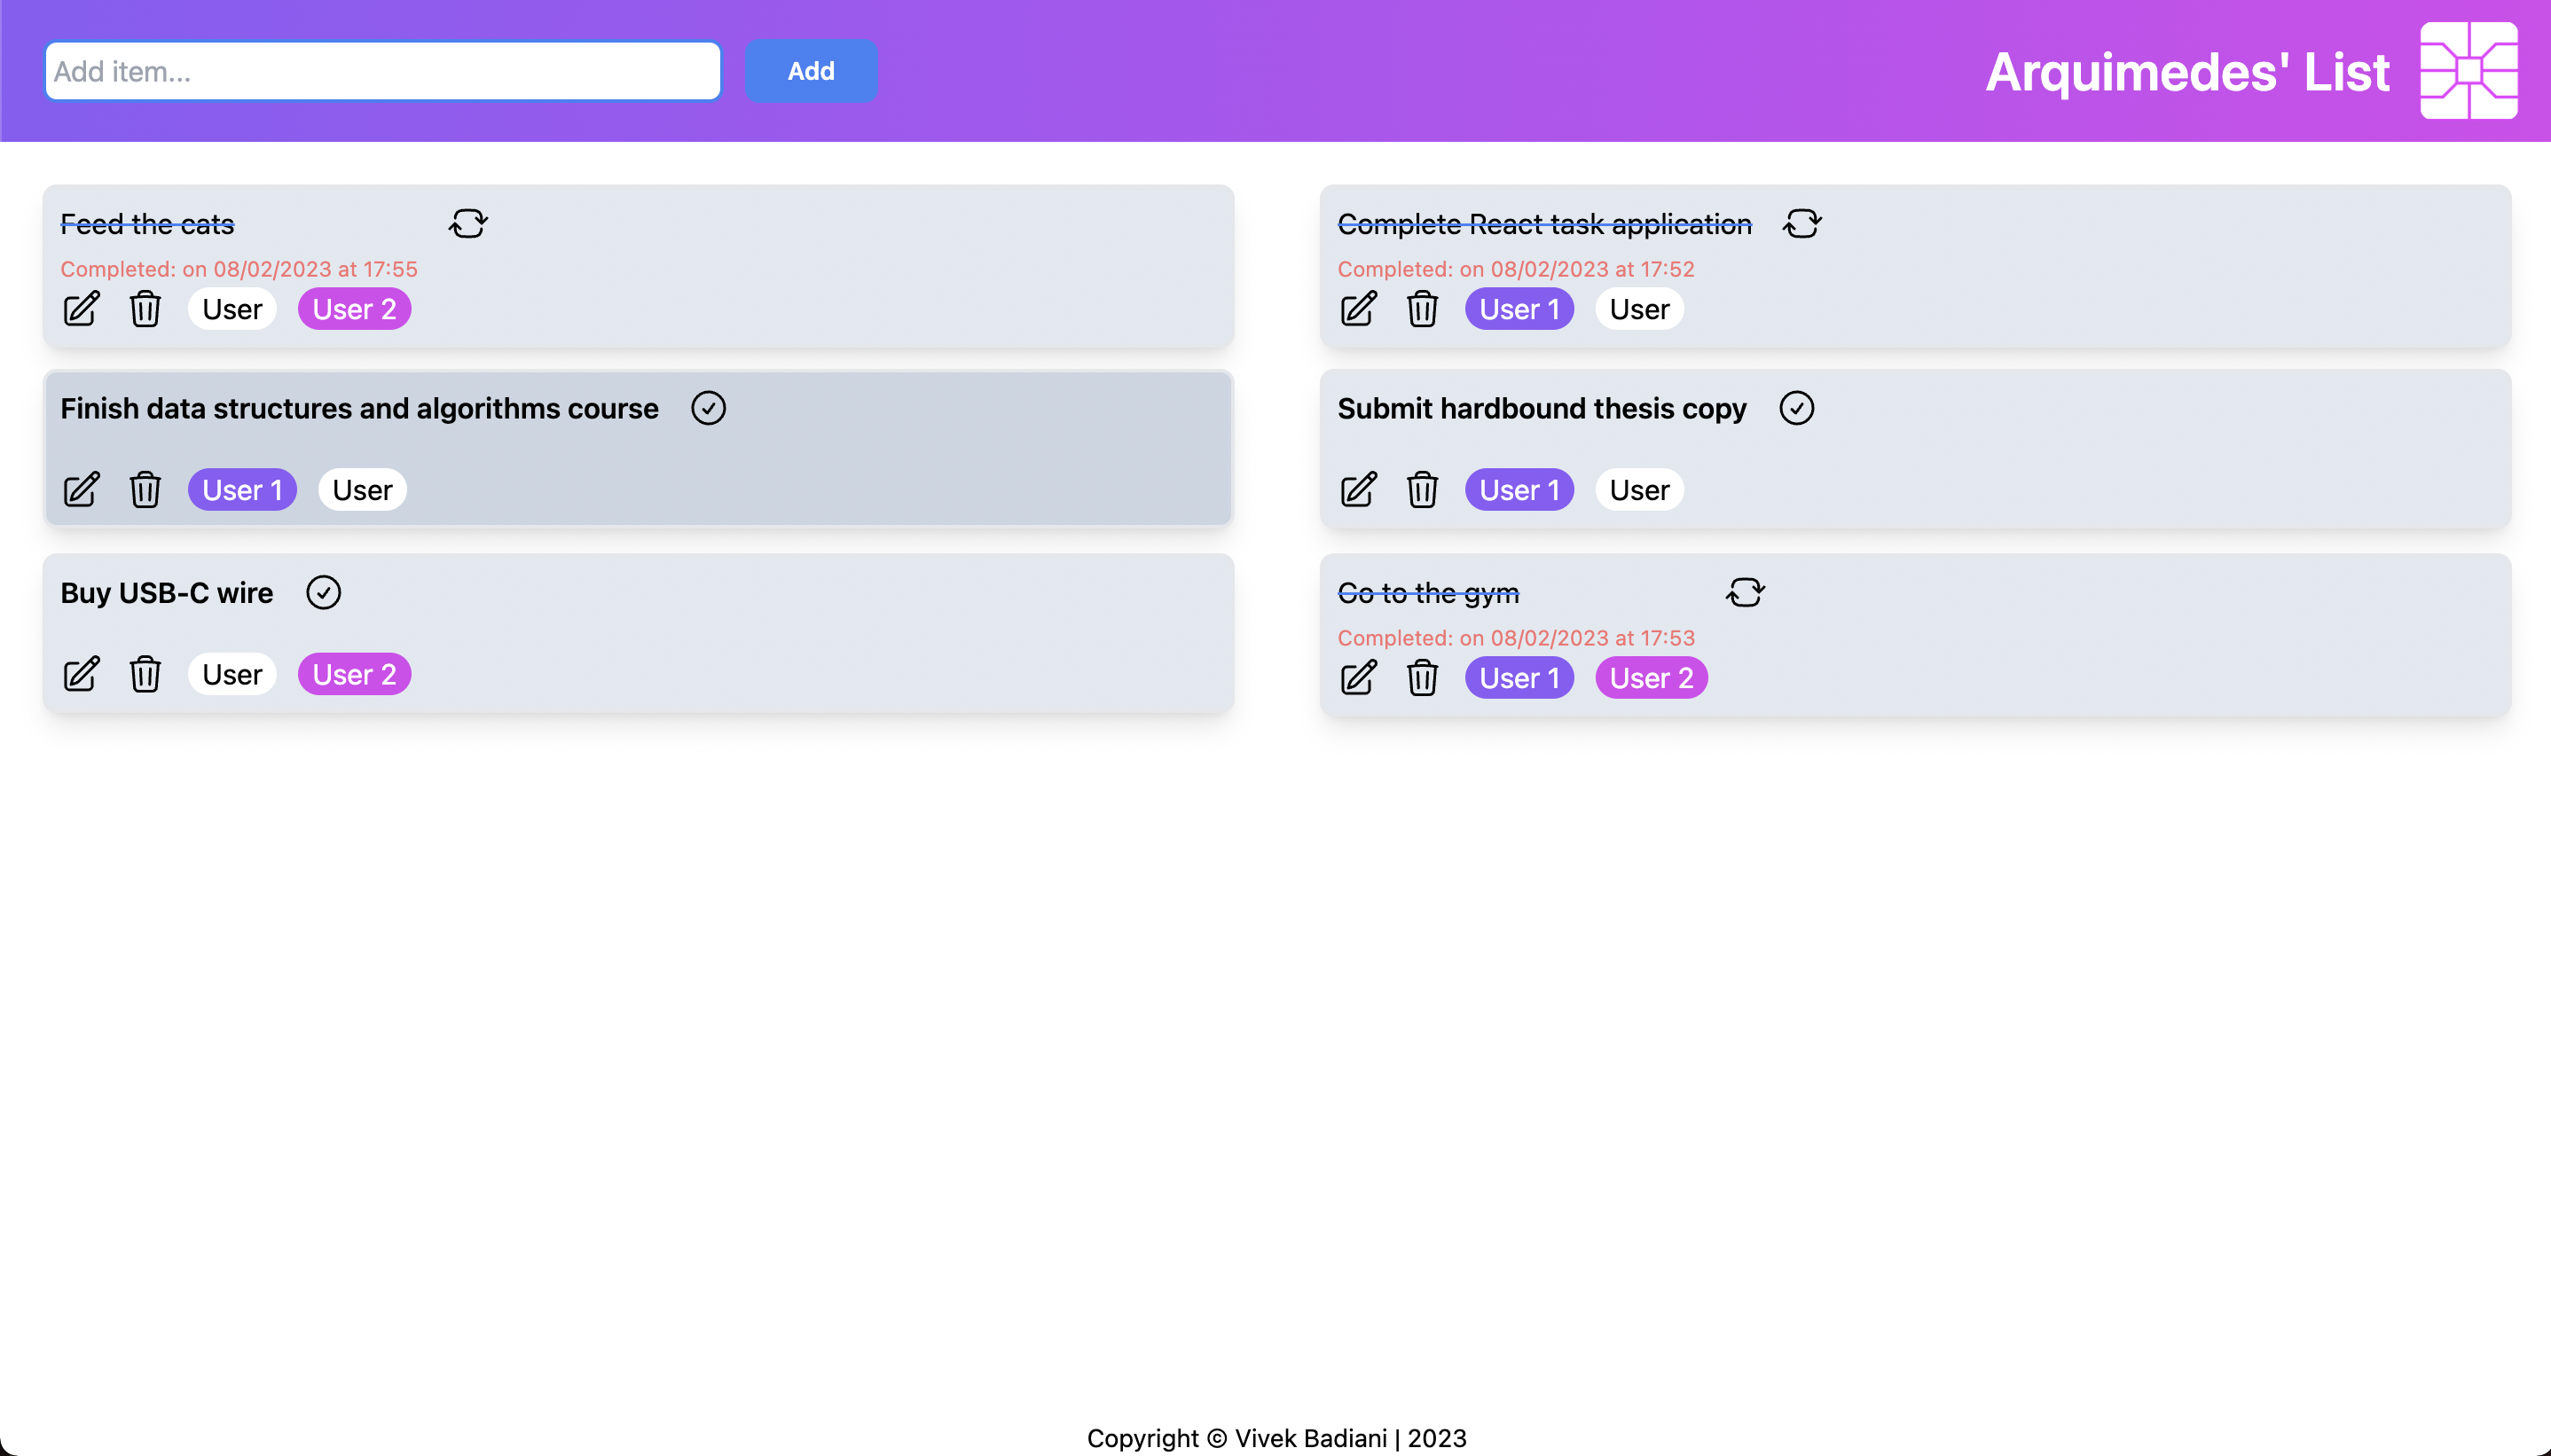 Add item...
Add
Arquimedes' List
Feed the cats
Completed: on 08/02/2023 at 17:55
User User 2
Complete React task application
Completed: on 08/02/2023 at 17:52
User 1 User
Finish data structures and algorithms course
User 1 User
Submit hardbound thesis copy
User 1 User
Buy USB-C wire
User User 2
Go to the gym
Completed: on 08/02/2023 at 17:53
User 1 User 2
Copyright © Vivek Badiani | 2023